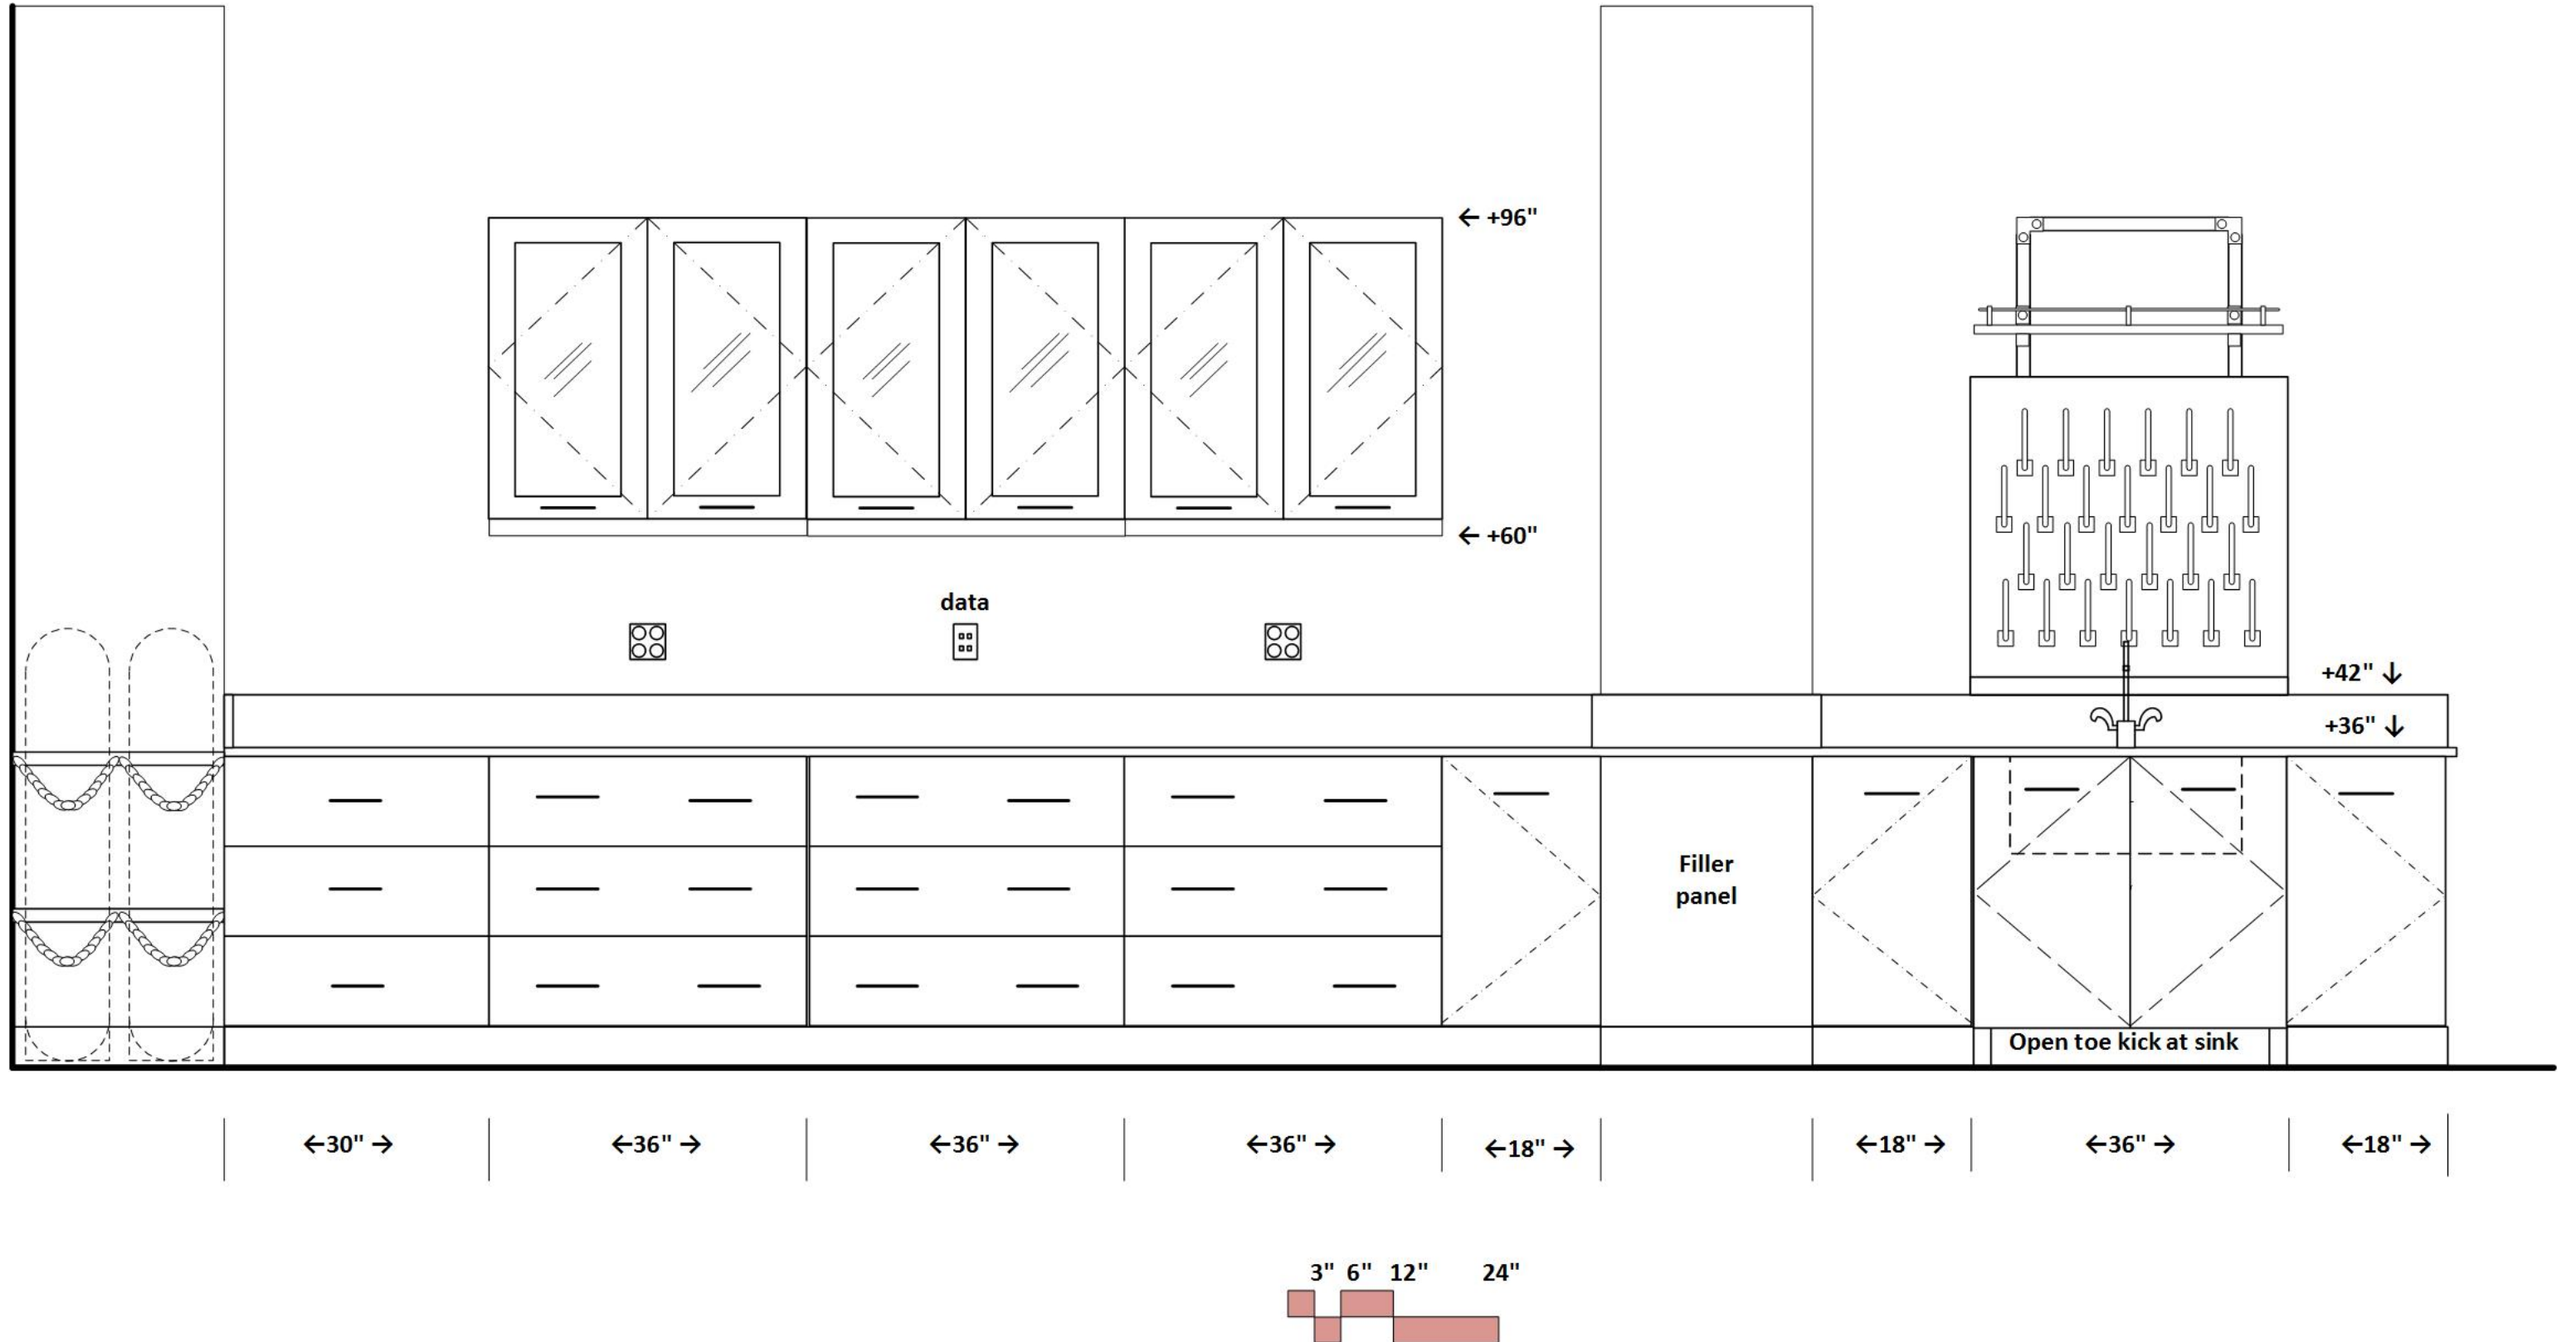 ← +96"
← +60"
data
+42" ↓
+36" ↓
Filler
panel
Open toe kick at sink
←30" →
←36" →
←36" →
←36" →
←18" →
←18" →
←36" →
←18" →
3" 6" 12" 24"